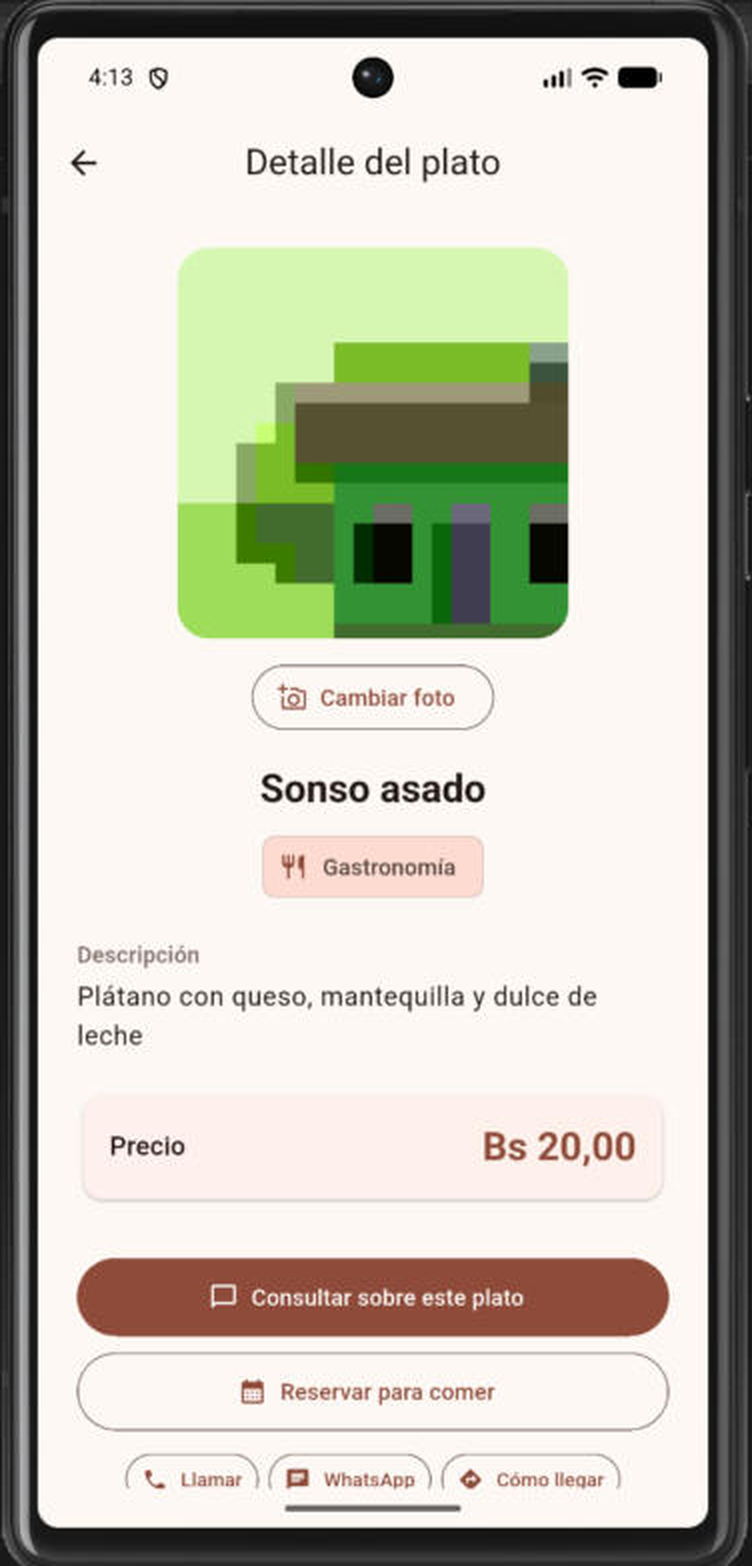 4:13
Detalle del plato
Cambiar foto
Sonso asado
Gastronomía
Descripción
Plátano con queso, mantequilla y dulce de
leche
Precio
Bs 20,00
Consultar sobre este plato
Reservar para comer
Llamar
WhatsApp
Cómo llegar